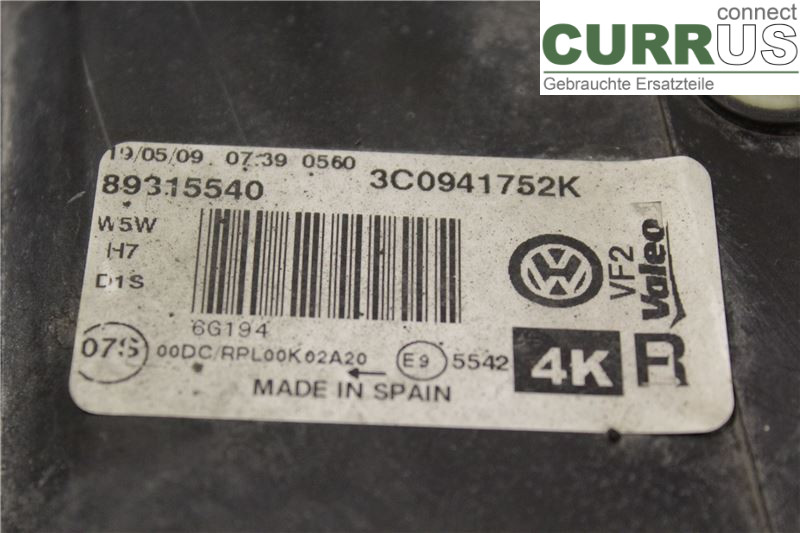 connect
CURRUS
Gebrauchte Ersatzteile
19/05/09 07:39 0560
89315540 3C0941752K
W5W
H7
D1S
6G194
VF2
Valeo
07S 00DC/RPL00K02A20 E9 5542
4K R
MADE IN SPAIN